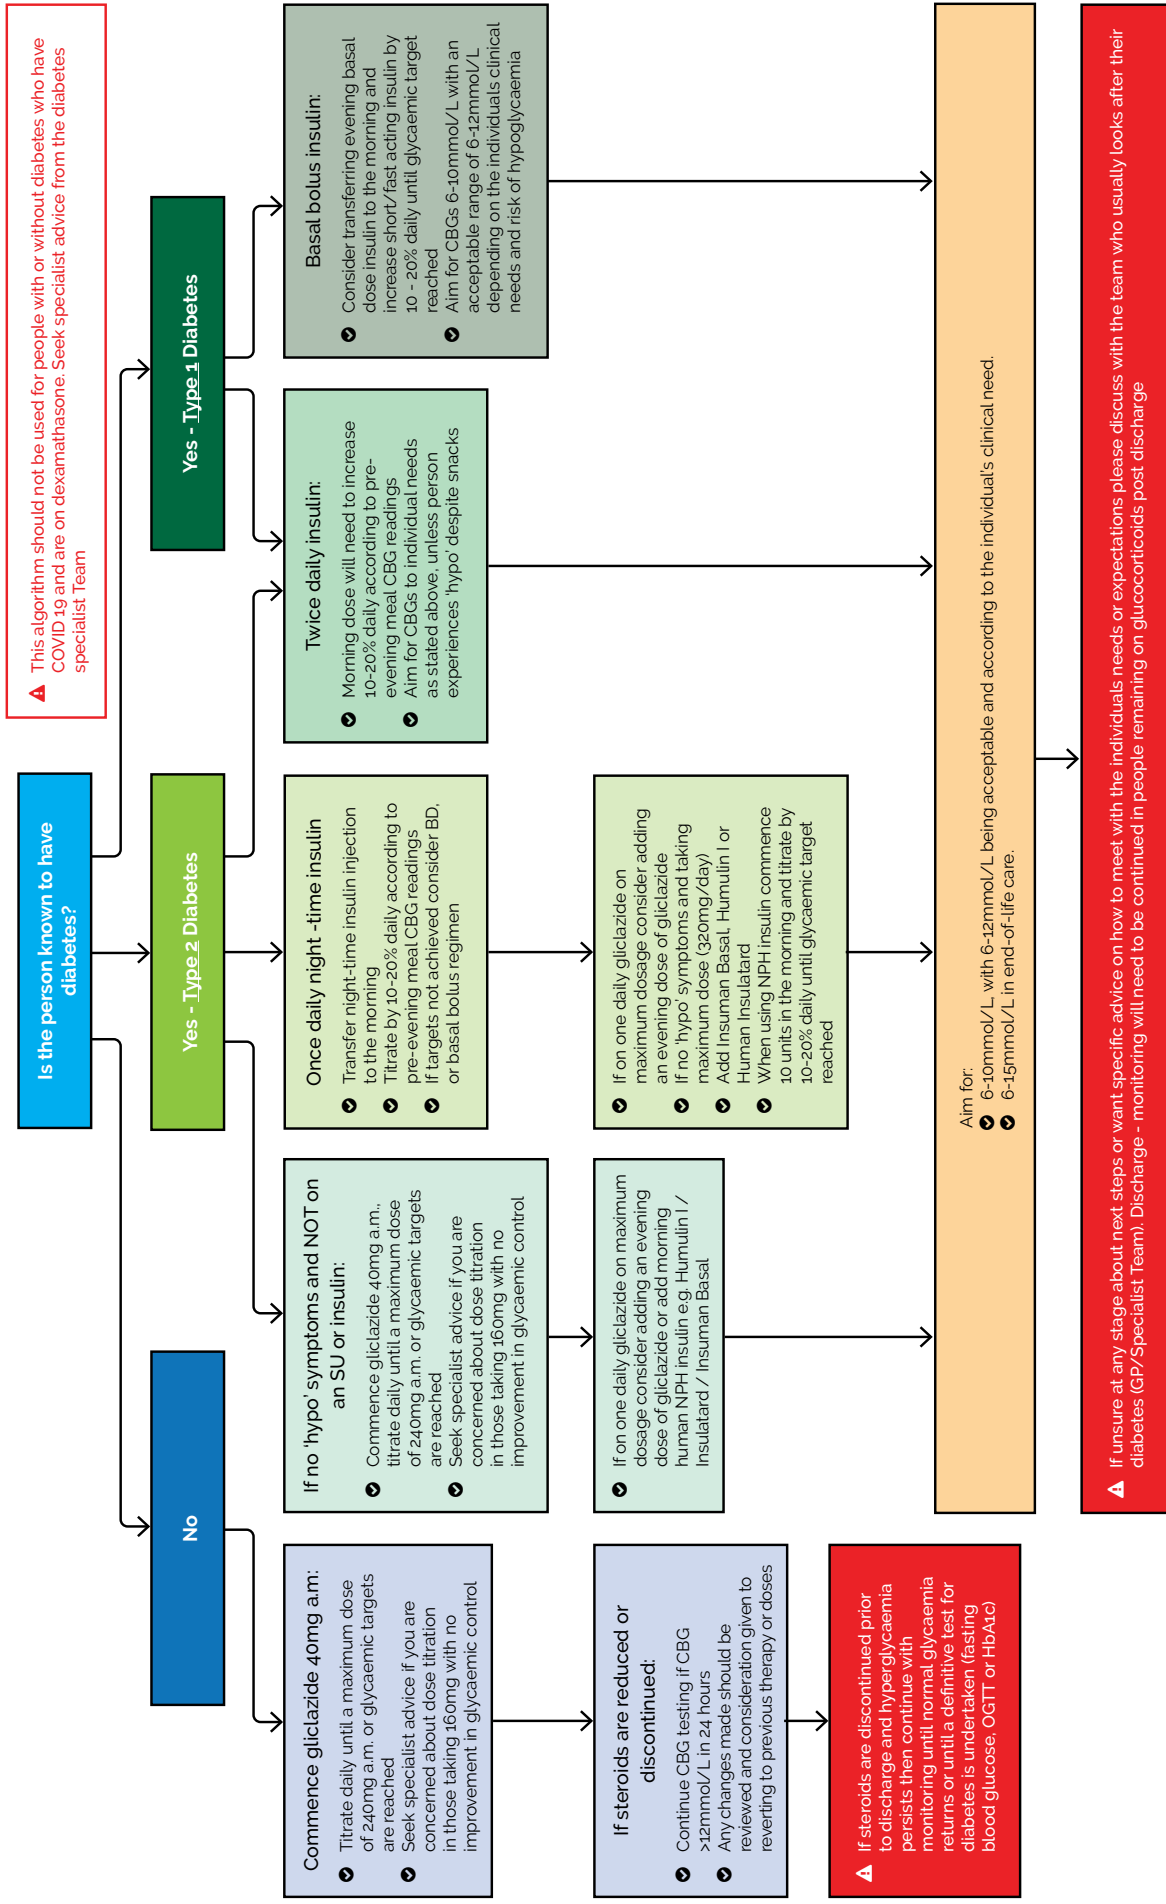 Is the person known to have
diabetes?
This algorithm should not be used for people with or without diabetes who have
COVID 19 and are on dexamathasone. Seek specialist advice from the diabetes
specialist Team
No
Yes - Type 2 Diabetes
Yes - Type 1 Diabetes
Commence gliclazide 40mg a.m:
Titrate daily until a maximum dose
of 240mg a.m. or glycaemic targets
are reached
Seek specialist advice if you are
concerned about dose titration
in those taking 160mg with no
improvement in glycaemic control
If no 'hypo' symptoms and NOT on
an SU or insulin:
Commence gliclazide 40mg a.m.,
titrate daily until a maximum dose
of 240mg a.m. or glycaemic targets
are reached
Seek specialist advice if you are
concerned about dose titration
in those taking 160mg with no
improvement in glycaemic control
Once daily night -time insulin
Transfer night-time insulin injection
to the morning
Titrate by 10-20% daily according to
pre-evening meal CBG readings
If targets not achieved consider BD,
or basal bolus regimen
Twice daily insulin:
Morning dose will need to increase
10-20% daily according to pre-
evening meal CBG readings
Aim for CBGs to individual needs
as stated above, unless person
experiences 'hypo' despite snacks
Basal bolus insulin:
Consider transferring evening basal
dose insulin to the morning and
increase short/fast acting insulin by
10 - 20% daily until glycaemic target
reached
Aim for CBGs 6-10mmol/L with an
acceptable range of 6-12mmol/L
depending on the individuals clinical
needs and risk of hypoglycaemia
If steroids are reduced or
discontinued:
Continue CBG testing if CBG
>12mmol/L in 24 hours
Any changes made should be
reviewed and consideration given to
reverting to previous therapy or doses
If on one daily gliclazide on maximum
dosage consider adding an evening
dose of gliclazide or add morning
human NPH insulin e.g. Humulin I /
Insulatard / Insuman Basal
If on one daily gliclazide on
maximum dosage consider adding
an evening dose of gliclazide
If no 'hypo' symptoms and taking
maximum dose (320mg/day)
Add Insuman Basal, Humulin I or
Human Insulatard
When using NPH insulin commence
10 units in the morning and titrate by
10-20% daily until glycaemic target
reached
If steroids are discontinued prior
to discharge and hyperglycaemia
persists then continue with
monitoring until normal glycaemia
returns or until a definitive test for
diabetes is undertaken (fasting
blood glucose, OGTT or HbA1c)
Aim for:
6-10mmol/L, with 6-12mmol/L being acceptable and according to the individual's clinical need.
6-15mmol/L in end-of-life care.
If unsure at any stage about next steps or want specific advice on how to meet with the individuals needs or expectations please discuss with the team who usually looks after their
diabetes (GP/Specialist Team). Discharge - monitoring will need to be continued in people remaining on glucocorticoids post discharge